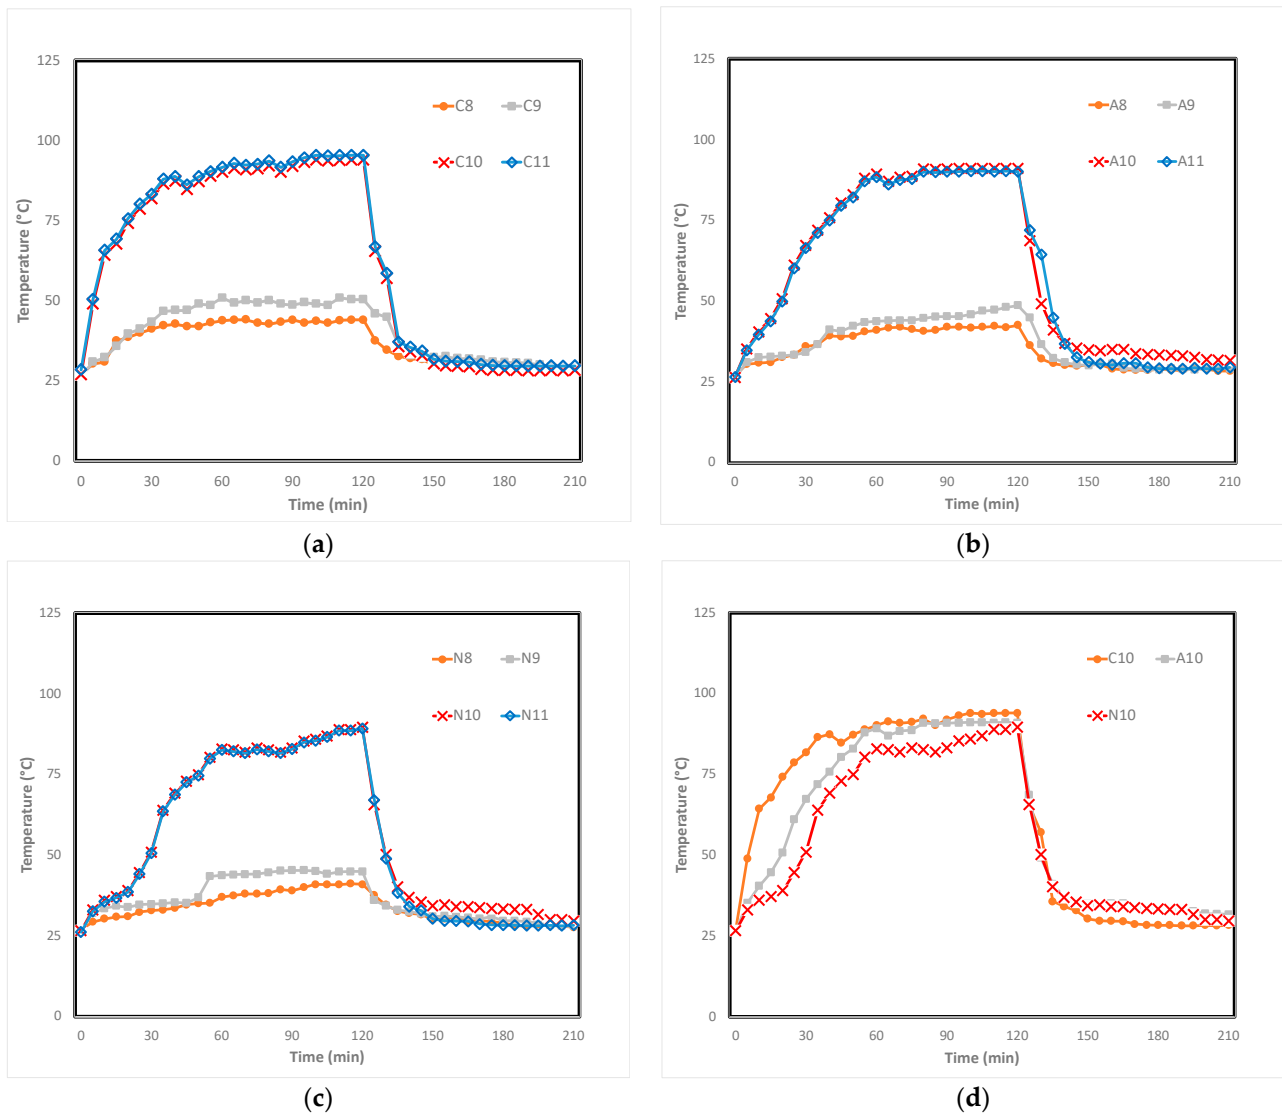 125
100
75
50
25
0
Temperature (°C)
C8 C9
C10 C11
0 30 60 90 120 150 180 210
Time (min)
(a)
125
100
75
50
25
0
Temperature (°C)
A8 A9
A10 A11
0 30 60 90 120 150 180 210
Time (min)
(b)
125
100
75
50
25
0
Temperature (°C)
N8 N9
N10 N11
0 30 60 90 120 150 180 210
Time (min)
(c)
125
100
75
50
25
0
Temperature (°C)
C10 A10
N10
0 30 60 90 120 150 180 210
Time (min)
(d)